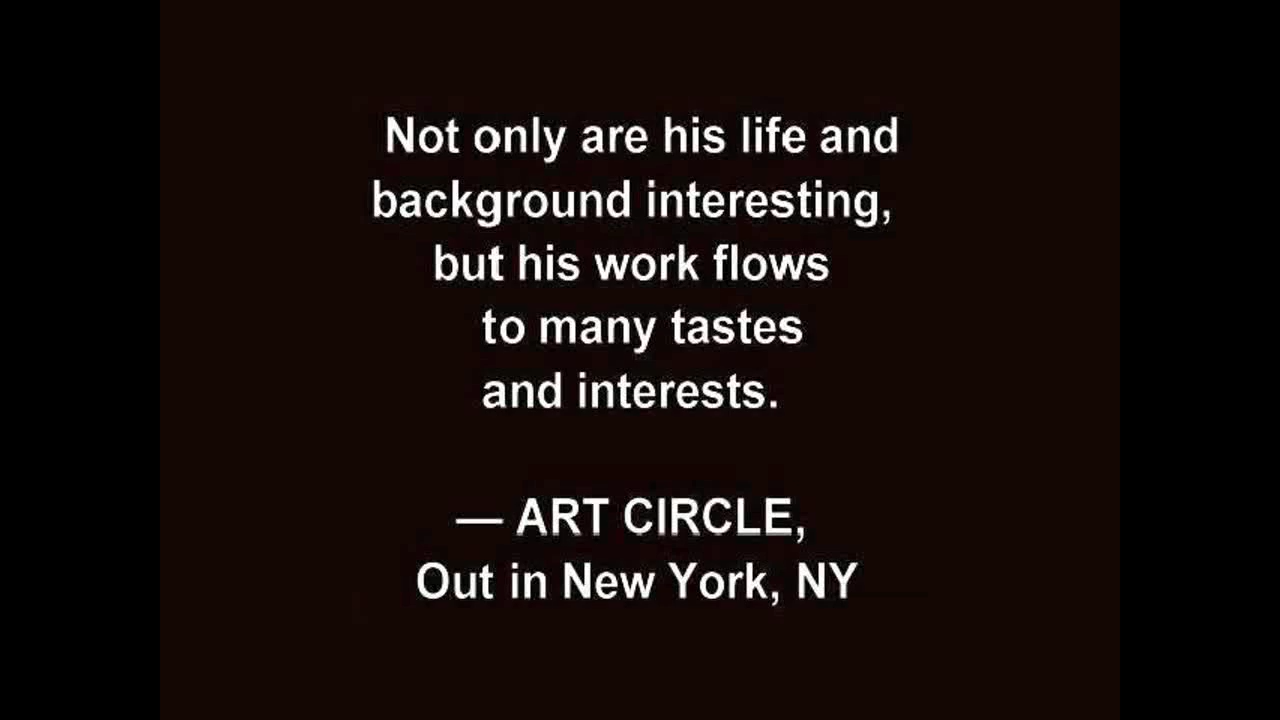 Not only are his life and
background interesting,
but his work flows
to many tastes
and interests.
— ART CIRCLE,
Out in New York, NY